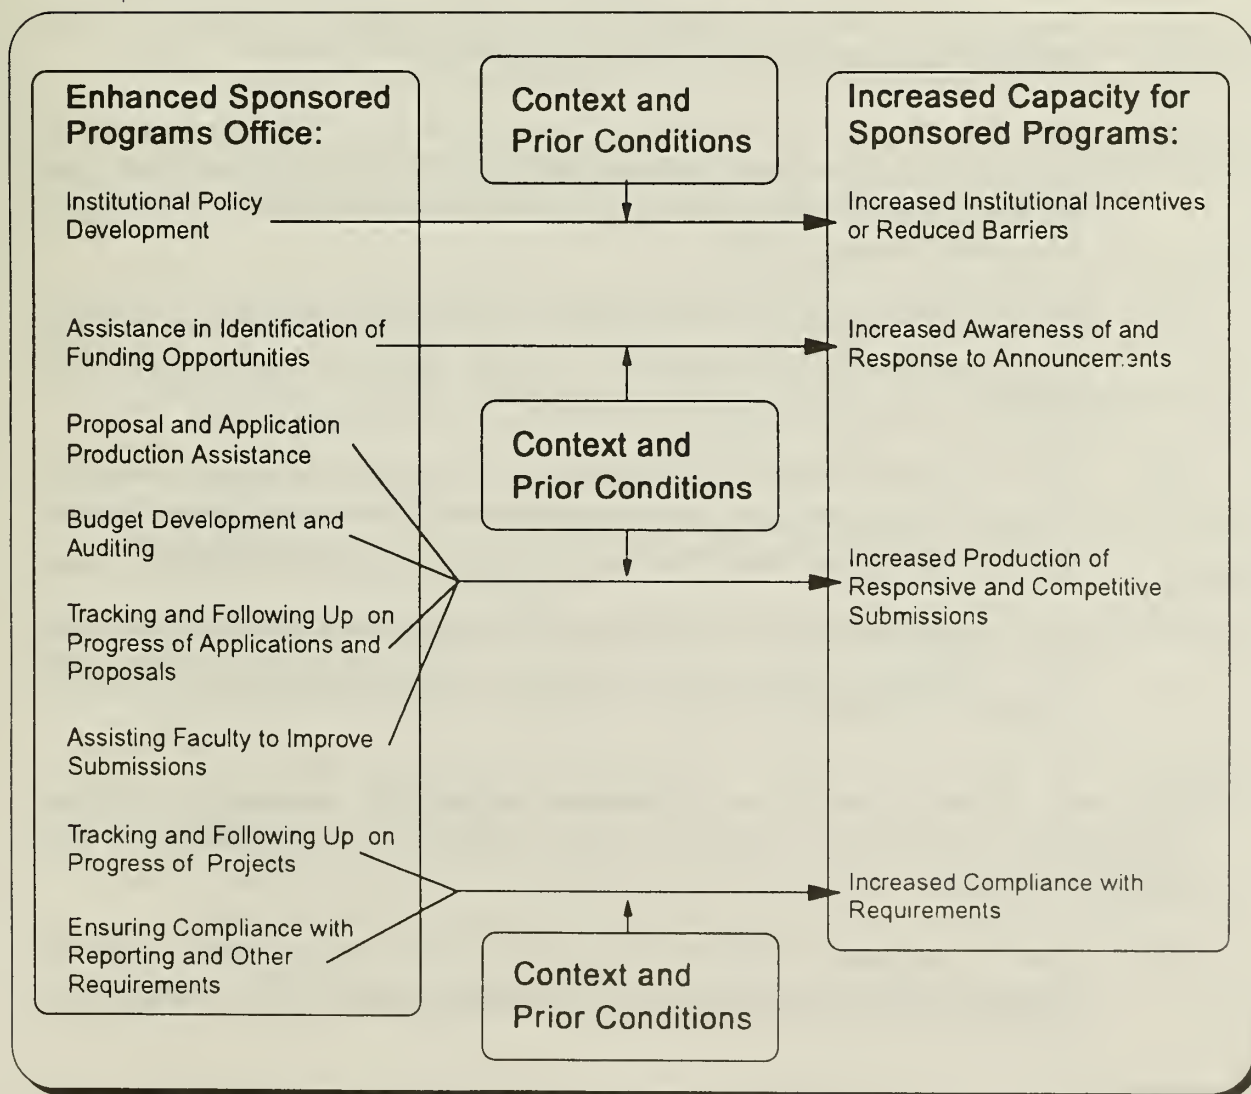 Enhanced Sponsored
Programs Office:
Institutional Policy
Development
Assistance in Identification of
Funding Opportunities
Proposal and Application
Production Assistance
Budget Development and
Auditing
Tracking and Following Up on
Progress of Applications and
Proposals
Assisting Faculty to Improve
Submissions
Tracking and Following Up on
Progress of Projects
Ensuring Compliance with
Reporting and Other
Requirements
Context and
Prior Conditions
Context and
Prior Conditions
Context and
Prior Conditions
Increased Capacity for
Sponsored Programs:
Increased Institutional Incentives
or Reduced Barriers
Increased Awareness of and
Response to Announcements
Increased Production of
Responsive and Competitive
Submissions
Increased Compliance with
Requirements